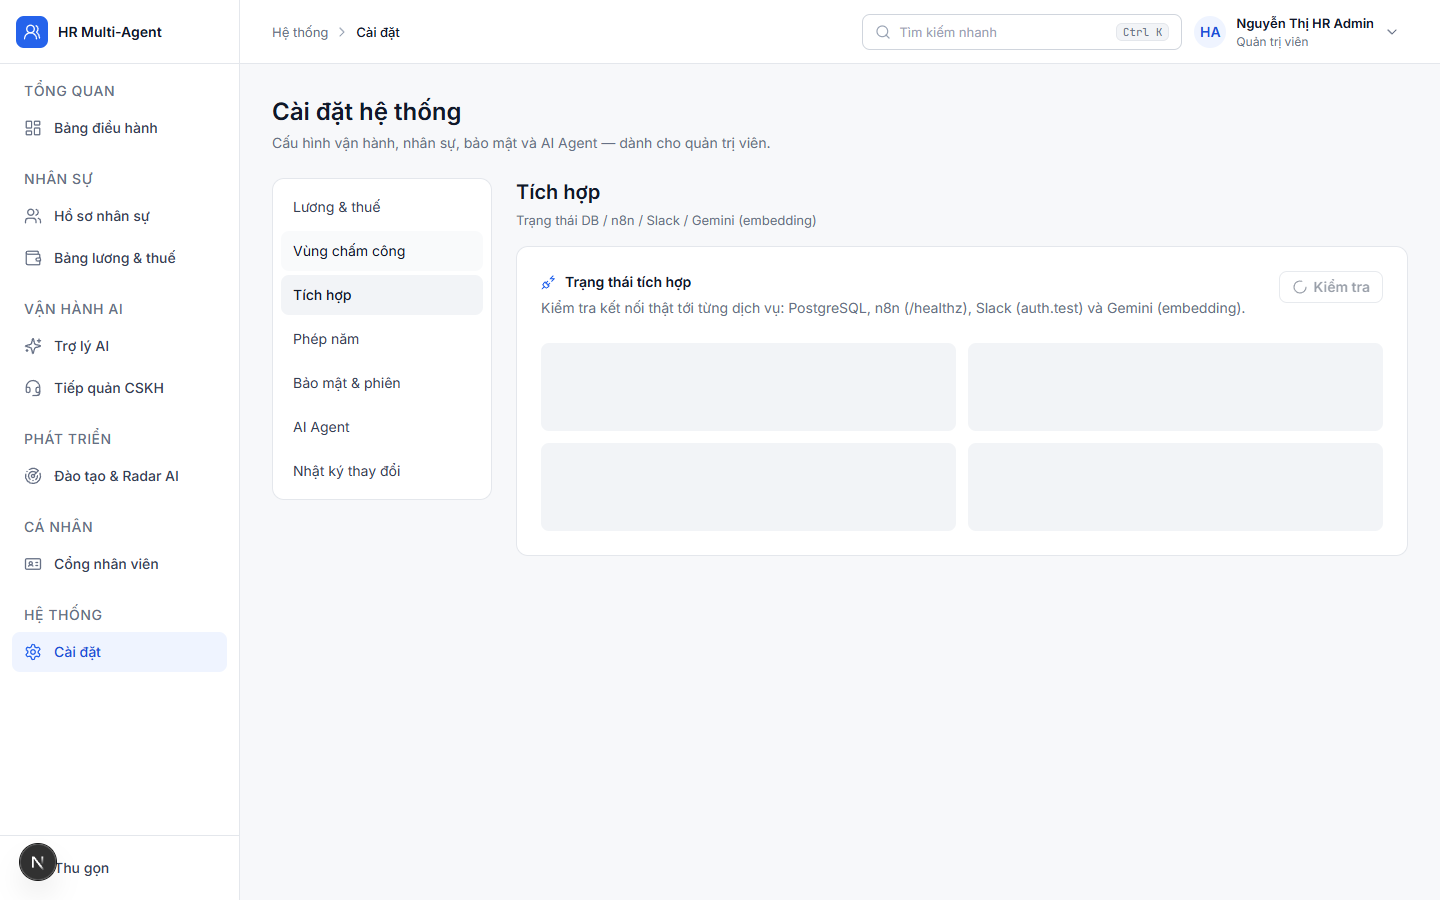 HR Multi-Agent
Hệ thống > Cài đặt
Tìm kiếm nhanh
Ctrl K
HA
Nguyễn Thị HR Admin
Quản trị viên
TỔNG QUAN
Bảng điều hành
NHÂN SỰ
Hồ sơ nhân sự
Bảng lương & thuế
VẬN HÀNH AI
Trợ lý AI
Tiếp quản CSKH
PHÁT TRIỂN
Đào tạo & Radar AI
CÁ NHÂN
Cổng nhân viên
HỆ THỐNG
Cài đặt
N
Thu gọn
Cài đặt hệ thống
Cấu hình vận hành, nhân sự, bảo mật và AI Agent — dành cho quản trị viên.
Lương & thuế
Vùng chấm công
Tích hợp
Phép năm
Bảo mật & phiên
AI Agent
Nhật ký thay đổi
Tích hợp
Trạng thái DB / n8n / Slack / Gemini (embedding)
Trạng thái tích hợp
Kiểm tra
Kiểm tra kết nối thật tới từng dịch vụ: PostgreSQL, n8n (/healthz), Slack (auth.test) và Gemini (embedding).